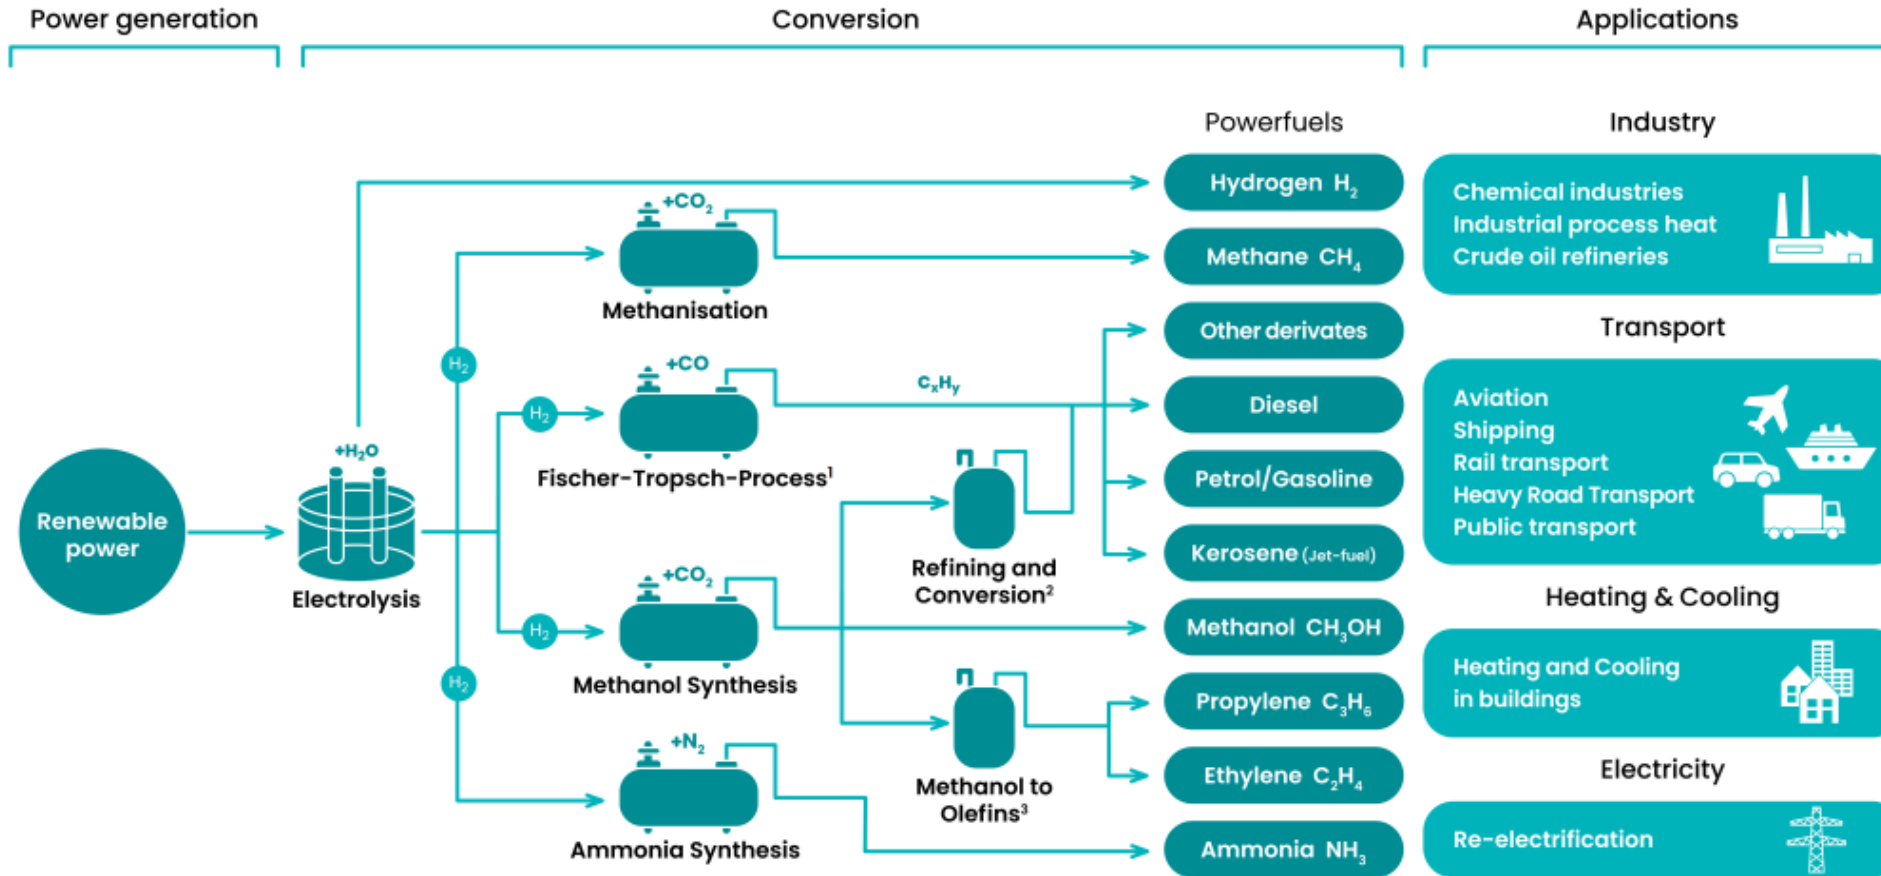 Power generation
Conversion
Applications
Powerfuels
Industry
Hydrogen H₂
Chemical industries
Industrial process heat
Crude oil refineries
+CO₂
Methane CH₄
Methanisation
Transport
Other derivates
H₂
+CO
CₓHᵧ
Diesel
Aviation
Shipping
Rail transport
Heavy Road Transport
Public transport
H₂
+H₂O
Fischer-Tropsch-Process¹
Petrol/Gasoline
Renewable
power
Kerosene (Jet-fuel)
Refining and
Conversion²
Electrolysis
+CO₂
Heating & Cooling
H₂
Methanol CH₃OH
Methanol Synthesis
Heating and Cooling
in buildings
H₂
Propylene C₃H₆
+N₂
Ethylene C₂H₄
Electricity
Methanol to
Olefins³
Ammonia Synthesis
Ammonia NH₃
Re-electrification